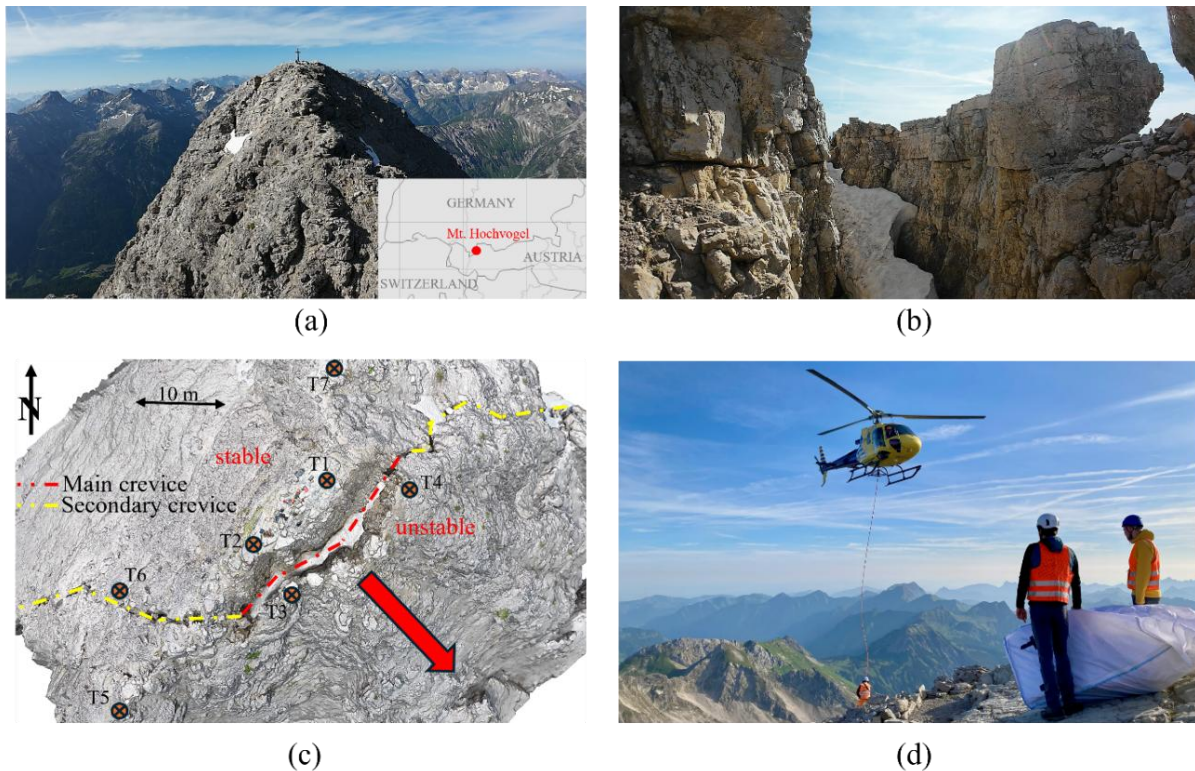 GERMANY
Mt. Hochvogel
AUSTRIA
SWITZERLAND
(a)
(b)
N
10 m
T7
stable
T1
Main crevice
T4
Secondary crevice
unstable
T2
T6
T3
T5
(c)
(d)